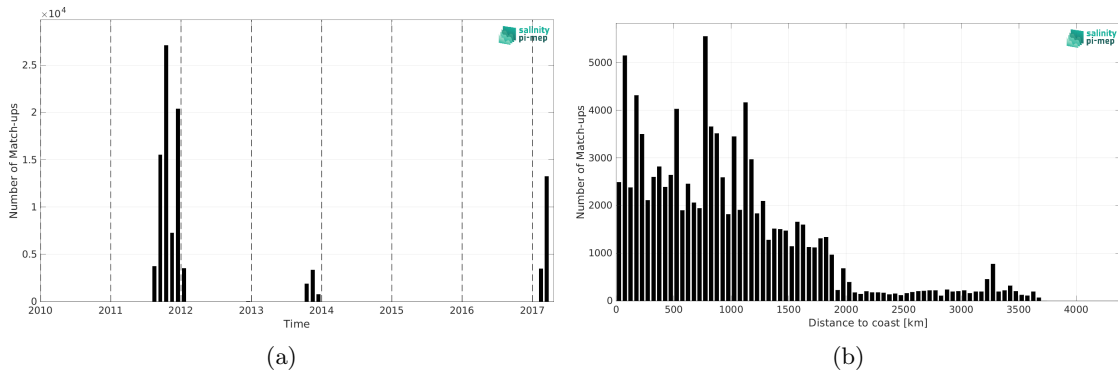 ×10⁴
Number of Match-ups
2.5
2
1.5
1
0.5
0
2010 2011 2012 2013 2014 2015 2016 2017
Time
salinity
pi-mep
(a)
Number of Match-ups
5000
4000
3000
2000
1000
0
0 500 1000 1500 2000 2500 3000 3500 4000
Distance to coast [km]
salinity
pi-mep
(b)